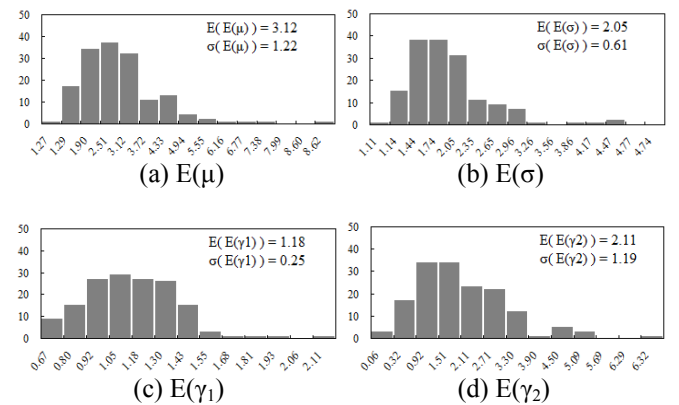 50
40
30
20
10
0
E( E(μ) ) = 3.12
σ( E(μ) ) = 1.22
1.27 1.29 1.90 2.51 3.12 3.72 4.33 4.94 5.55 6.16 6.77 7.38 7.99 8.60 8.62
(a) E(μ)
50
40
30
20
10
0
E( E(σ) ) = 2.05
σ( E(σ) ) = 0.61
1.11 1.14 1.44 1.74 2.05 2.35 2.65 2.96 3.26 3.56 3.86 4.17 4.47 4.77 4.74
(b) E(σ)
50
40
30
20
10
0
E( E(γ1) ) = 1.18
σ( E(γ1) ) = 0.25
0.67 0.80 0.92 1.05 1.18 1.30 1.43 1.55 1.68 1.81 1.93 2.06 2.11
(c) E(γ1)
50
40
30
20
10
0
E( E(γ2) ) = 2.11
σ( E(γ2) ) = 1.19
0.06 0.32 0.92 1.51 2.11 2.71 3.30 3.90 4.50 5.09 5.69 6.29 6.32
(d) E(γ2)